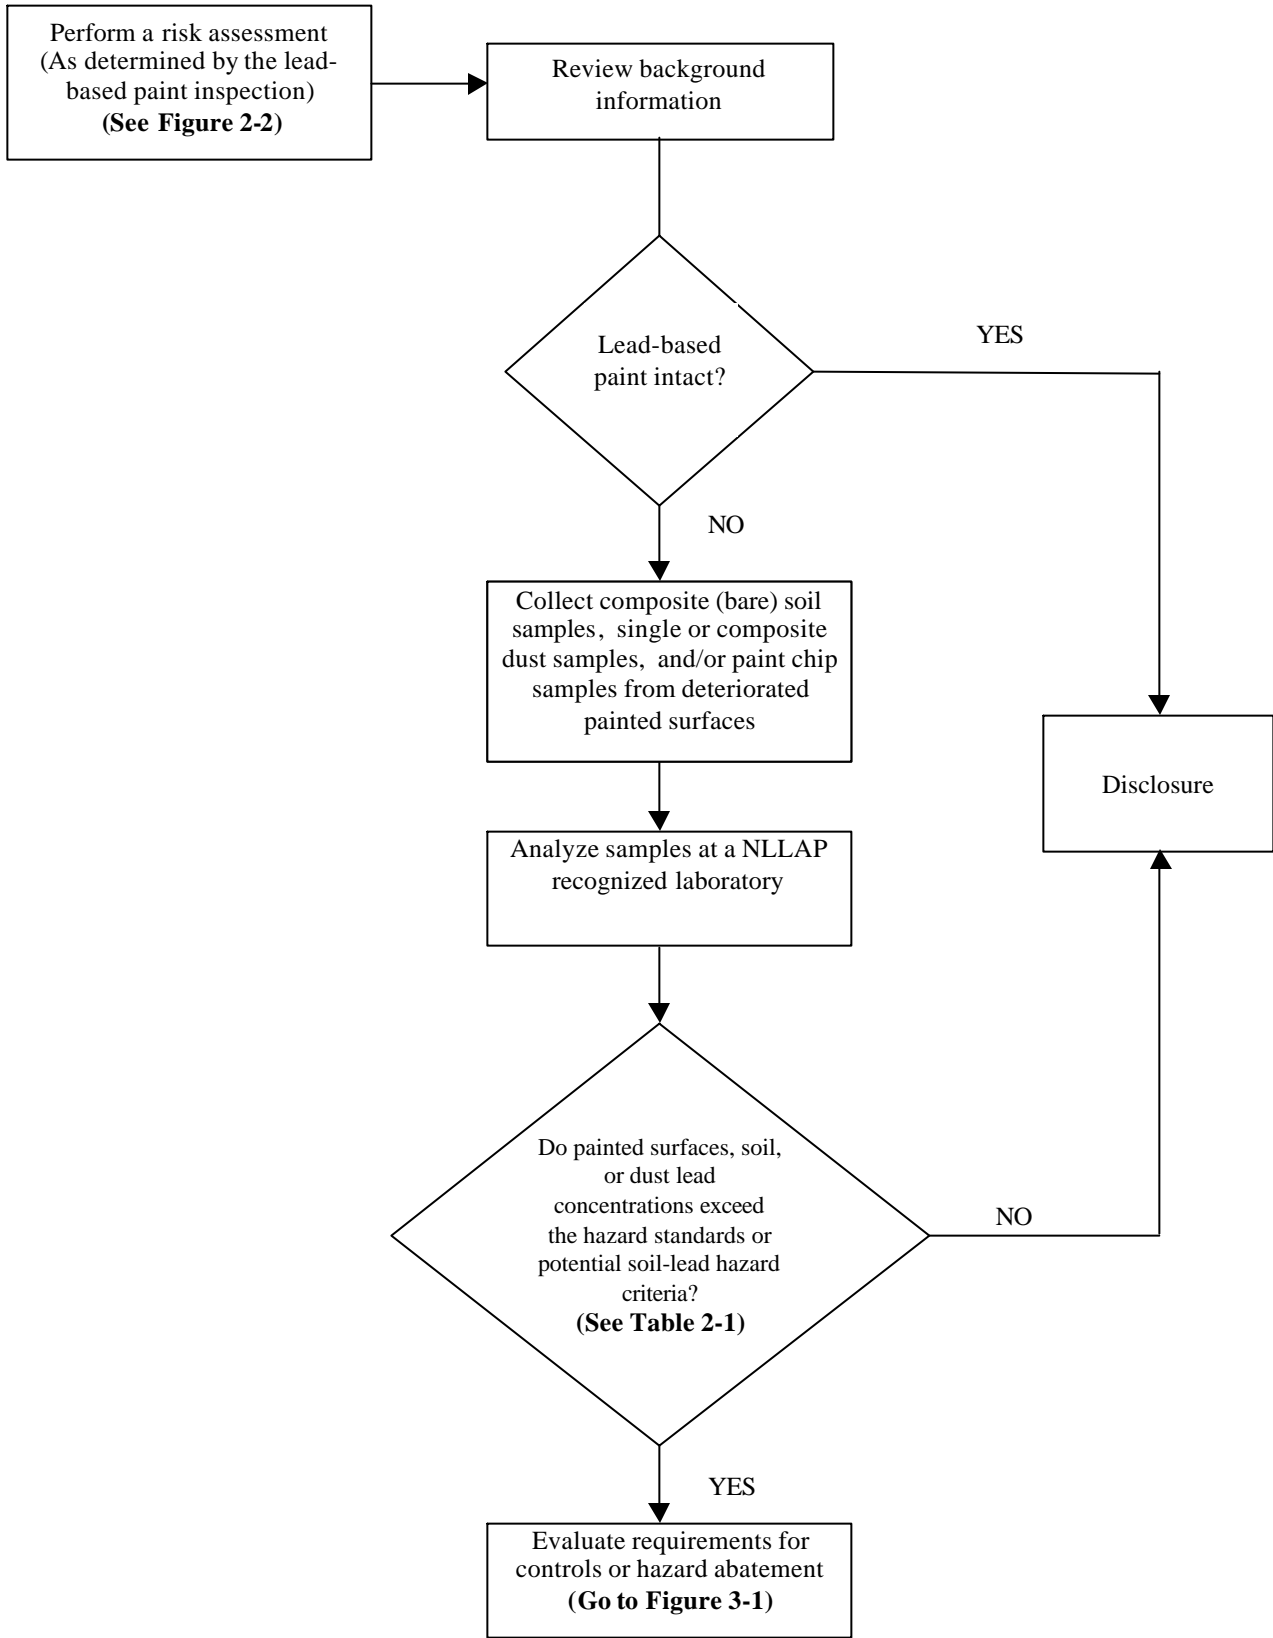 Perform a risk assessment
(As determined by the lead-
based paint inspection)
(See Figure 2-2)
Review background
information
Lead-based
paint intact?
YES
NO
Collect composite (bare) soil
samples, single or composite
dust samples, and/or paint chip
samples from deteriorated
painted surfaces
Disclosure
Analyze samples at a NLLAP
recognized laboratory
Do painted surfaces, soil,
or dust lead
concentrations exceed
the hazard standards or
potential soil-lead hazard
criteria?
(See Table 2-1)
NO
YES
Evaluate requirements for
controls or hazard abatement
(Go to Figure 3-1)